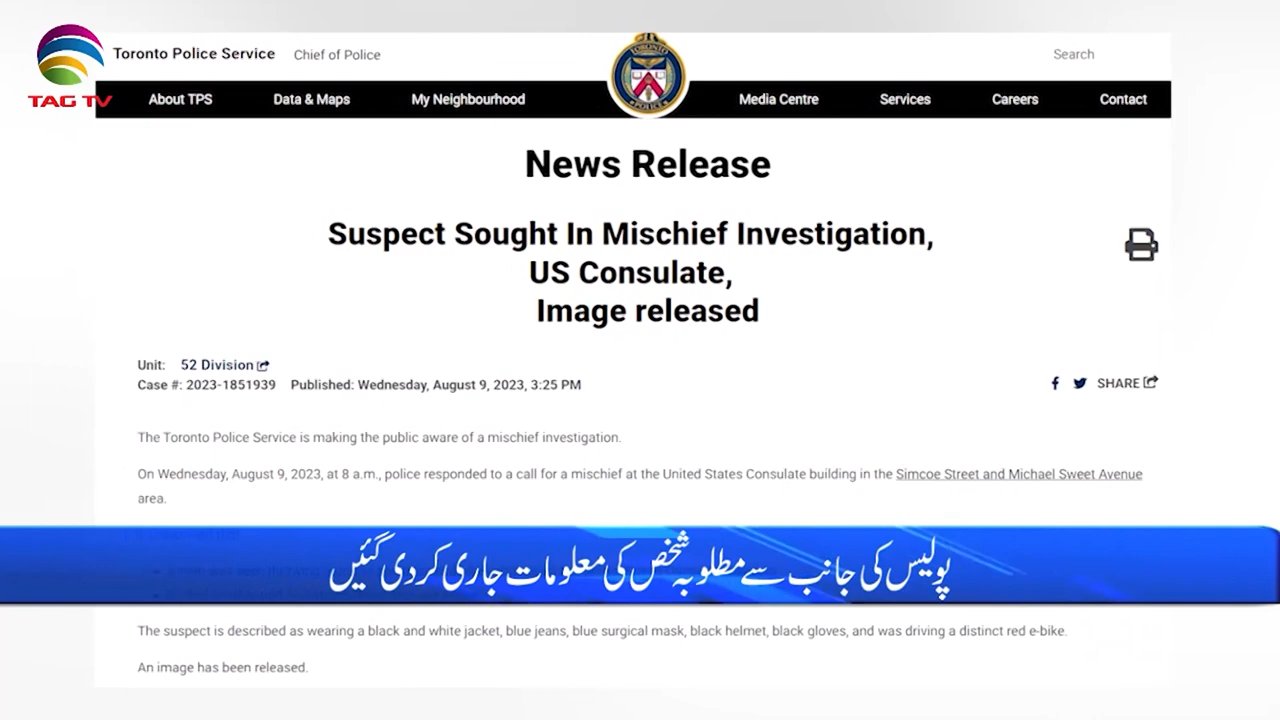 Toronto Police Service Chief of Police Search
TAG TV
About TPS Data & Maps My Neighbourhood Media Centre Services Careers Contact
TORONTO
POLICE
News Release
Suspect Sought In Mischief Investigation,
US Consulate,
Image released
Unit: 52 Division
Case #: 2023-1851939 Published: Wednesday, August 9, 2023, 3:25 PM
SHARE
The Toronto Police Service is making the public aware of a mischief investigation.
On Wednesday, August 9, 2023, at 8 a.m., police responded to a call for a mischief at the United States Consulate building in the Simcoe Street and Michael Sweet Avenue
area.
پولیس کی جانب سے مطلوبہ شخص کی معلومات جاری کر دی گئیں
The suspect is described as wearing a black and white jacket, blue jeans, blue surgical mask, black helmet, black gloves, and was driving a distinct red e-bike.
An image has been released.